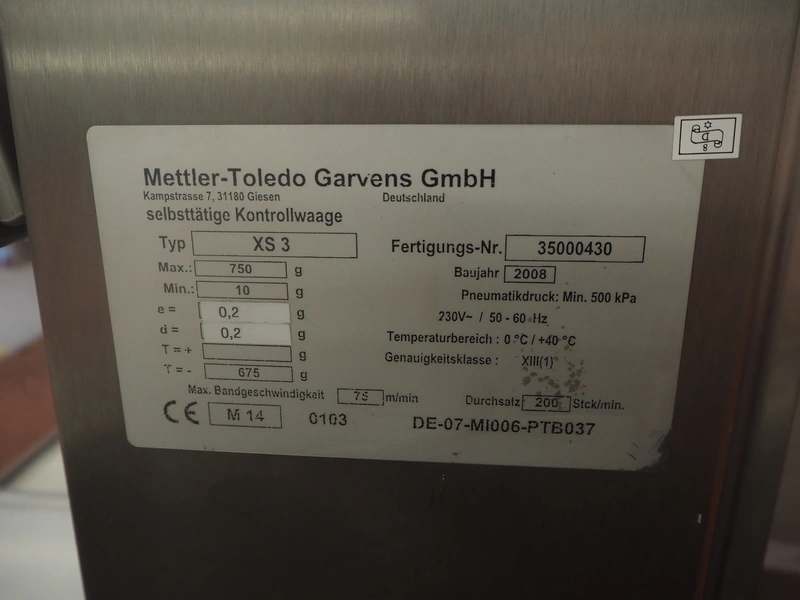 Mettler-Toledo Garvens GmbH
Kampstrasse 7, 31180 Giesen Deutschland
selbsttätige Kontrollwaage
Typ XS 3 Fertigungs-Nr. 35000430
Max.: 750 g Baujahr 2008
Min.: 10 g Pneumatikdruck: Min. 500 kPa
e = 0,2 g 230V~ / 50 - 60 Hz
d = 0,2 g Temperaturbereich : 0 °C / +40 °C
T = + g Genauigkeitsklasse : XIII(1)
T = - 675 g
Max. Bandgeschwindigkeit 75 m/min Durchsatz 200 Stck/min.
CE M 14 0103 DE-07-MI006-PTB037
D
8